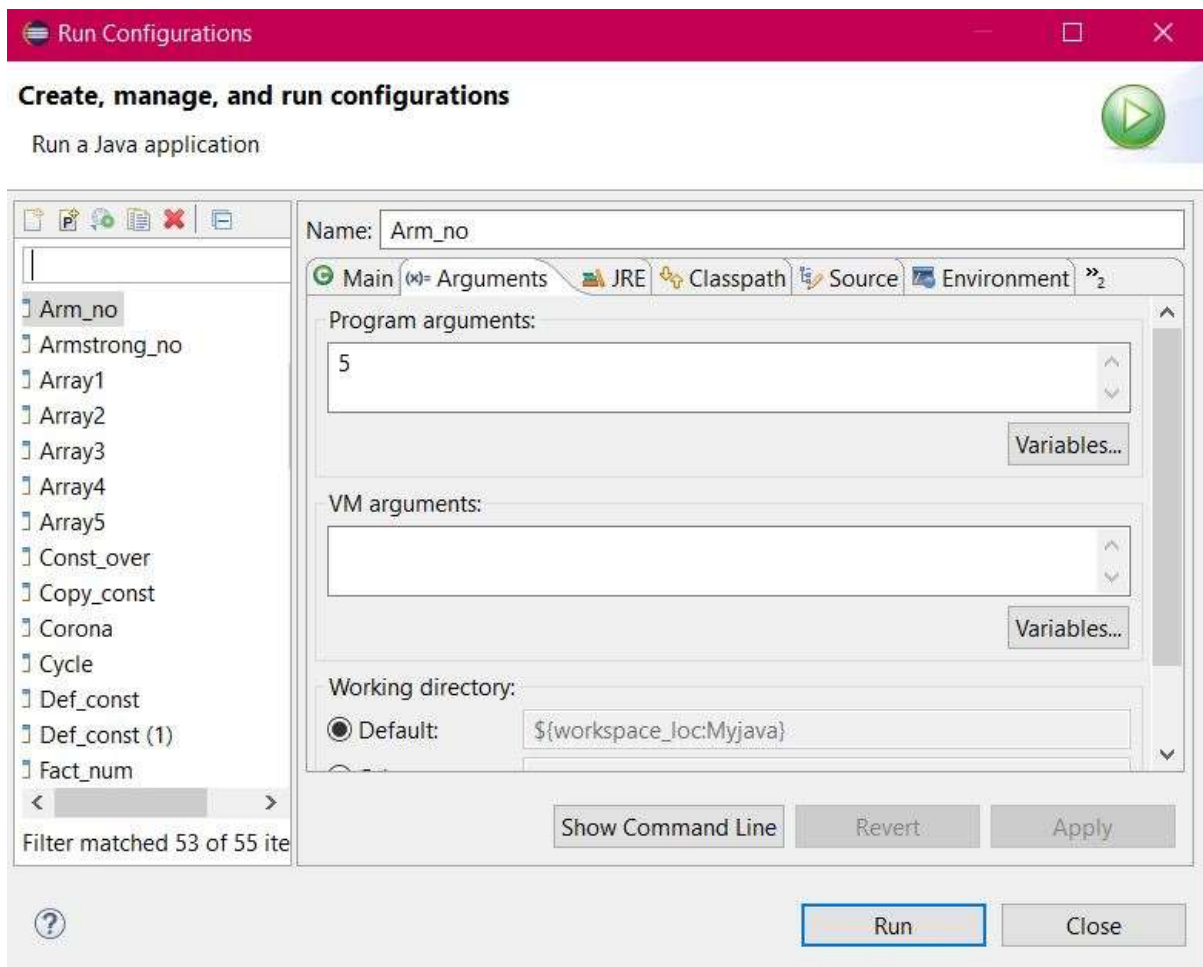 Run Configurations
Create, manage, and run configurations
Run a Java application
Name: Arm_no
Main (x)= Arguments JRE Classpath Source Environment »2
Arm_no
Armstrong_no
Array1
Array2
Array3
Array4
Array5
Const_over
Copy_const
Corona
Cycle
Def_const
Def_const (1)
Fact_num
Filter matched 53 of 55 ite
Program arguments:
5
Variables...
VM arguments:
Variables...
Working directory:
Default: ${workspace_loc:Myjava}
Show Command Line Revert Apply
Run Close